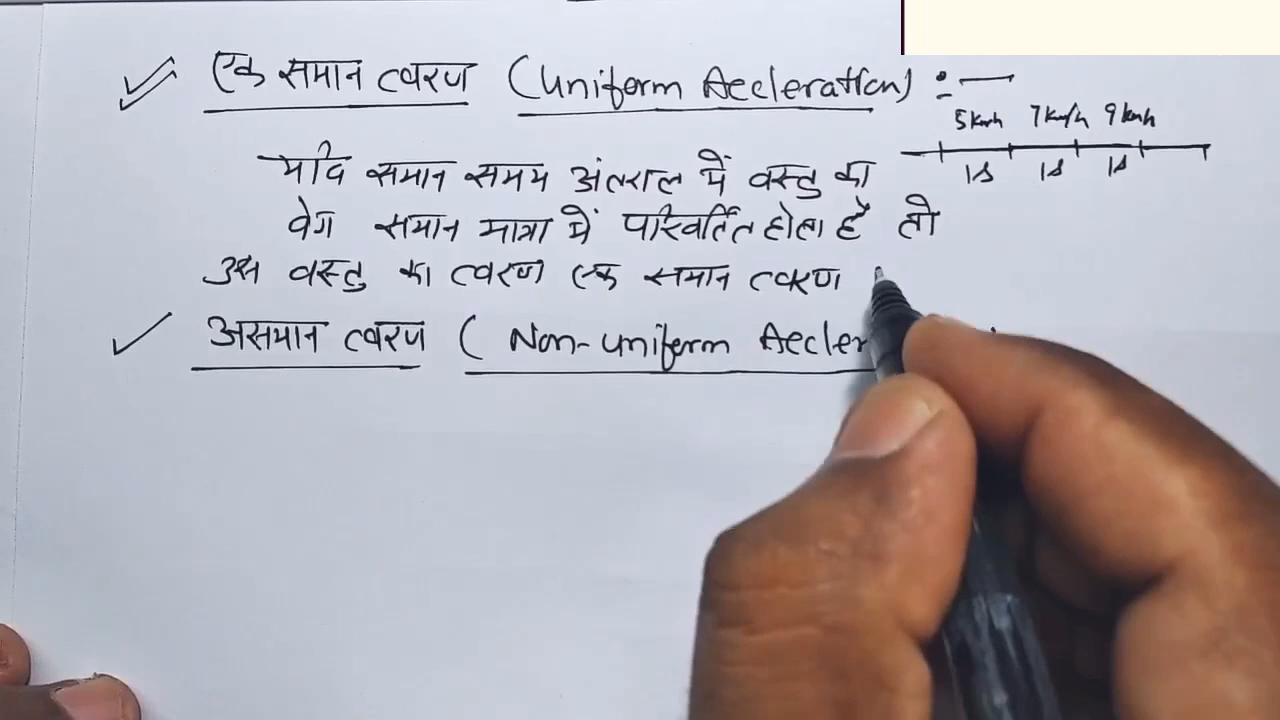 एक समान त्वरण (Uniform Accleration) :—
5km/h 7km/h 9km/h
1s 1s 1s
यदि समान समय अंतराल में वस्तु का
वेग समान मात्रा में परिवर्तित होता है तो
उस वस्तु का त्वरण एक समान त्वरण
असमान त्वरण ( Non-uniform Accler